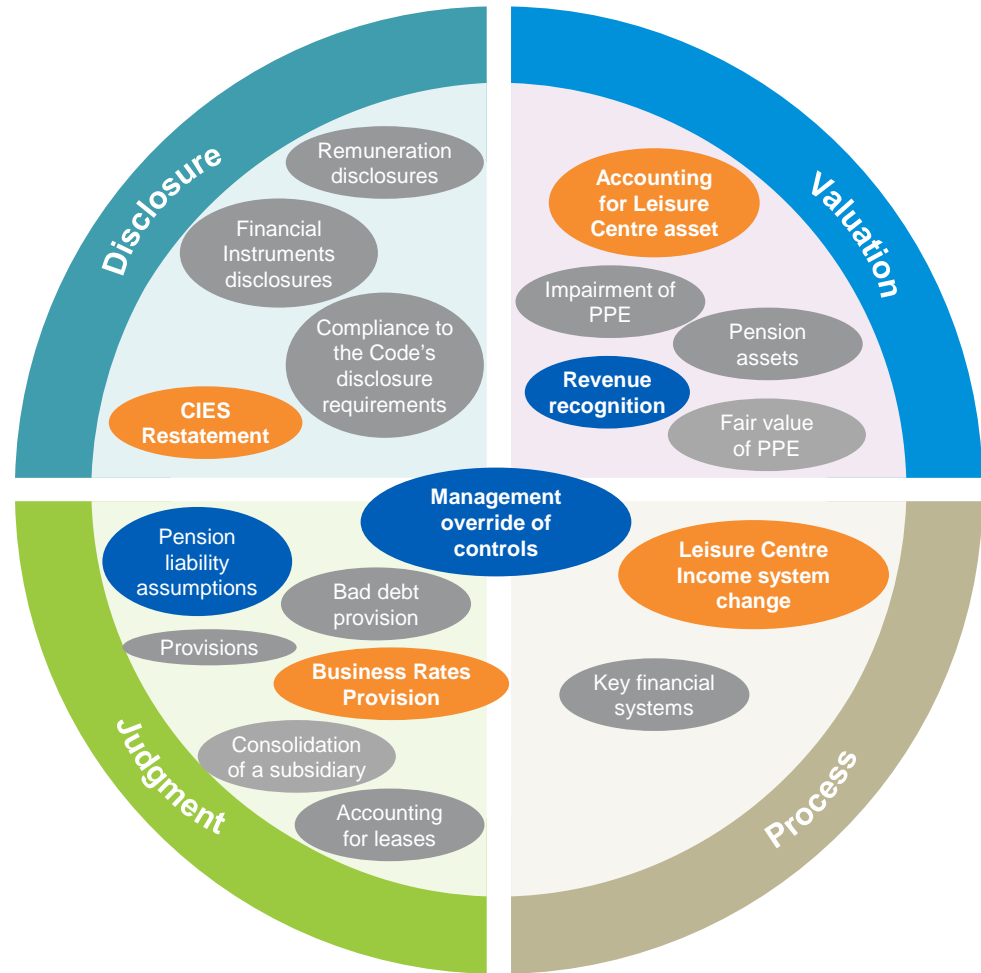 Disclosure
Remuneration
disclosures
Financial
Instruments
disclosures
Compliance to
the Code's
disclosure
requirements
CIES
Restatement
Valuation
Accounting
for Leisure
Centre asset
Impairment of
PPE
Pension
assets
Revenue
recognition
Fair value
of PPE
Management
override of
controls
Judgment
Pension
liability
assumptions
Bad debt
provision
Provisions
Business Rates
Provision
Consolidation
of a subsidiary
Accounting
for leases
Process
Leisure Centre
Income system
change
Key financial
systems